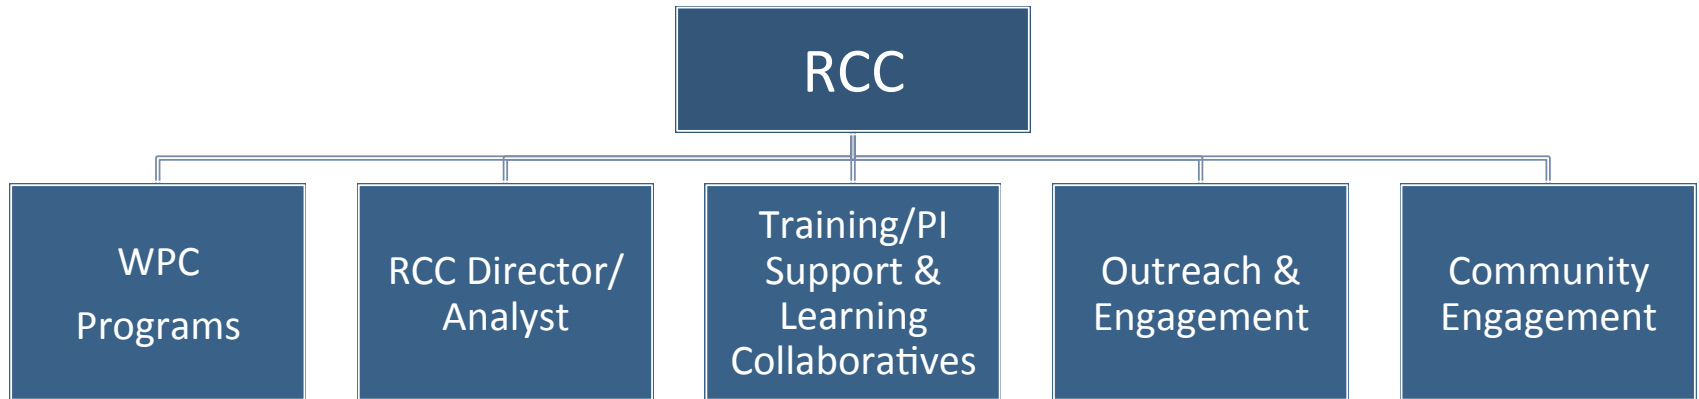 RCC
WPC
Programs
RCC Director/
Analyst
Training/PI
Support &
Learning
Collaboratives
Outreach &
Engagement
Community
Engagement